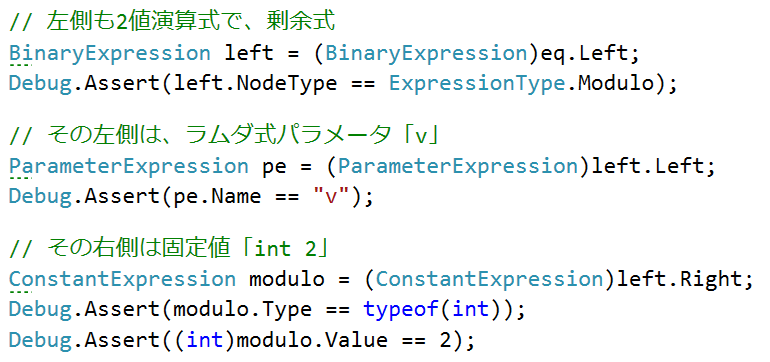 // 左側も2値演算式で、剰余式
BinaryExpression left = (BinaryExpression)eq.Left;
Debug.Assert(left.NodeType == ExpressionType.Modulo);
// その左側は、ラムダ式パラメータ「v」
ParameterExpression pe = (ParameterExpression)left.Left;
Debug.Assert(pe.Name == "v");
// その右側は固定値「int 2」
ConstantExpression modulo = (ConstantExpression)left.Right;
Debug.Assert(modulo.Type == typeof(int));
Debug.Assert((int)modulo.Value == 2);